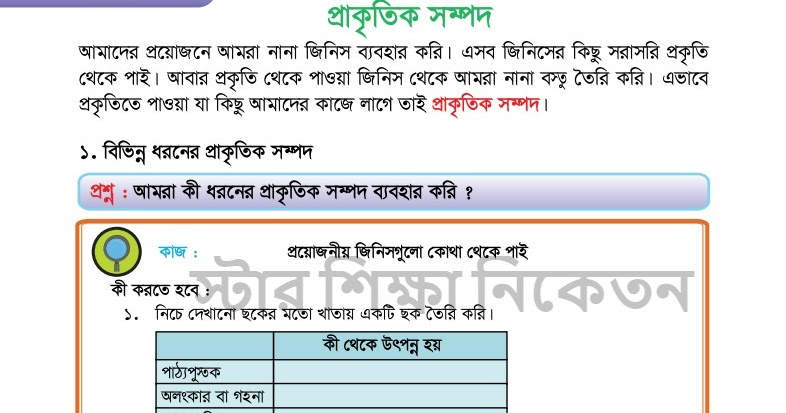 প্রাকৃতিক সম্পদ
আমাদের প্রয়োজনে আমরা নানা জিনিস ব্যবহার করি। এসব জিনিসের কিছু সরাসরি প্রকৃতি
থেকে পাই। আবার প্রকৃতি থেকে পাওয়া জিনিস থেকে আমরা নানা বস্তু তৈরি করি। এভাবে
প্রকৃতিতে পাওয়া যা কিছু আমাদের কাজে লাগে তাই প্রাকৃতিক সম্পদ।
১. বিভিন্ন ধরনের প্রাকৃতিক সম্পদ
প্রশ্ন : আমরা কী ধরনের প্রাকৃতিক সম্পদ ব্যবহার করি ?
কাজ : প্রয়োজনীয় জিনিসগুলো কোথা থেকে পাই
স্টার শিক্ষা নিকেতন
কী করতে হবে :
১. নিচে দেখানো ছকের মতো খাতায় একটি ছক তৈরি করি।
কী থেকে উৎপন্ন হয়
পাঠ্যপুস্তক
অলংকার বা গহনা